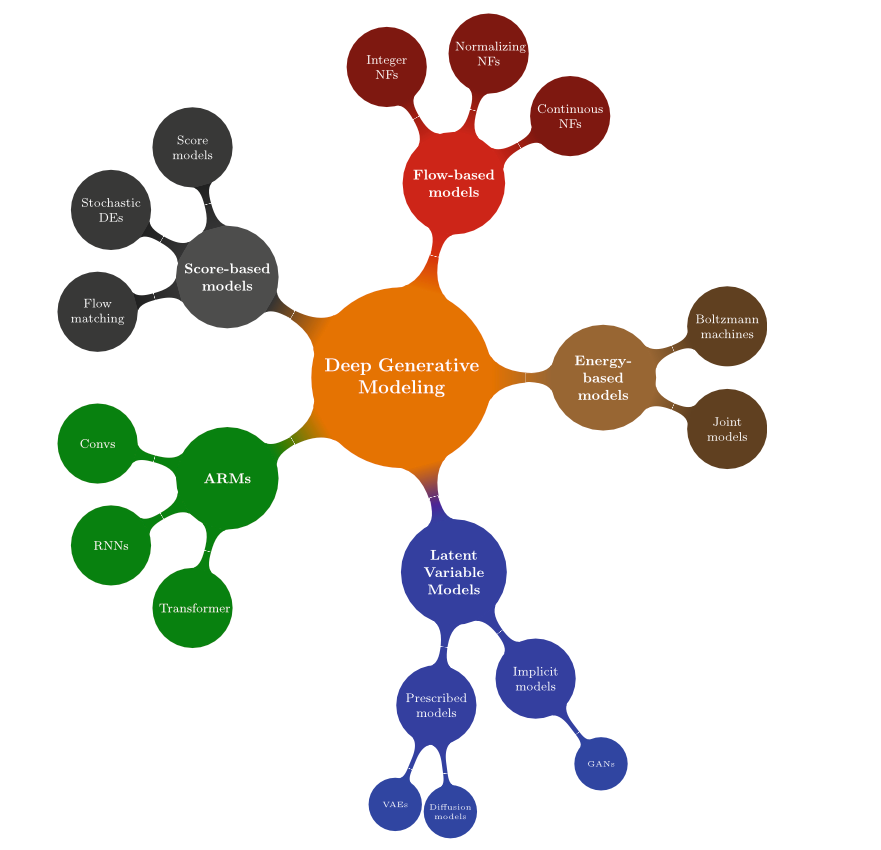 Integer
NFs
Normalizing
NFs
Continuous
NFs
Flow-based
models
Score
models
Stochastic
DEs
Flow
matching
Score-based
models
Deep Generative
Modeling
Energy-
based
models
Boltzmann
machines
Joint
models
Convs
RNNs
Transformer
ARMs
Latent
Variable
Models
Prescribed
models
Implicit
models
VAEs
Diffusion
models
GANs